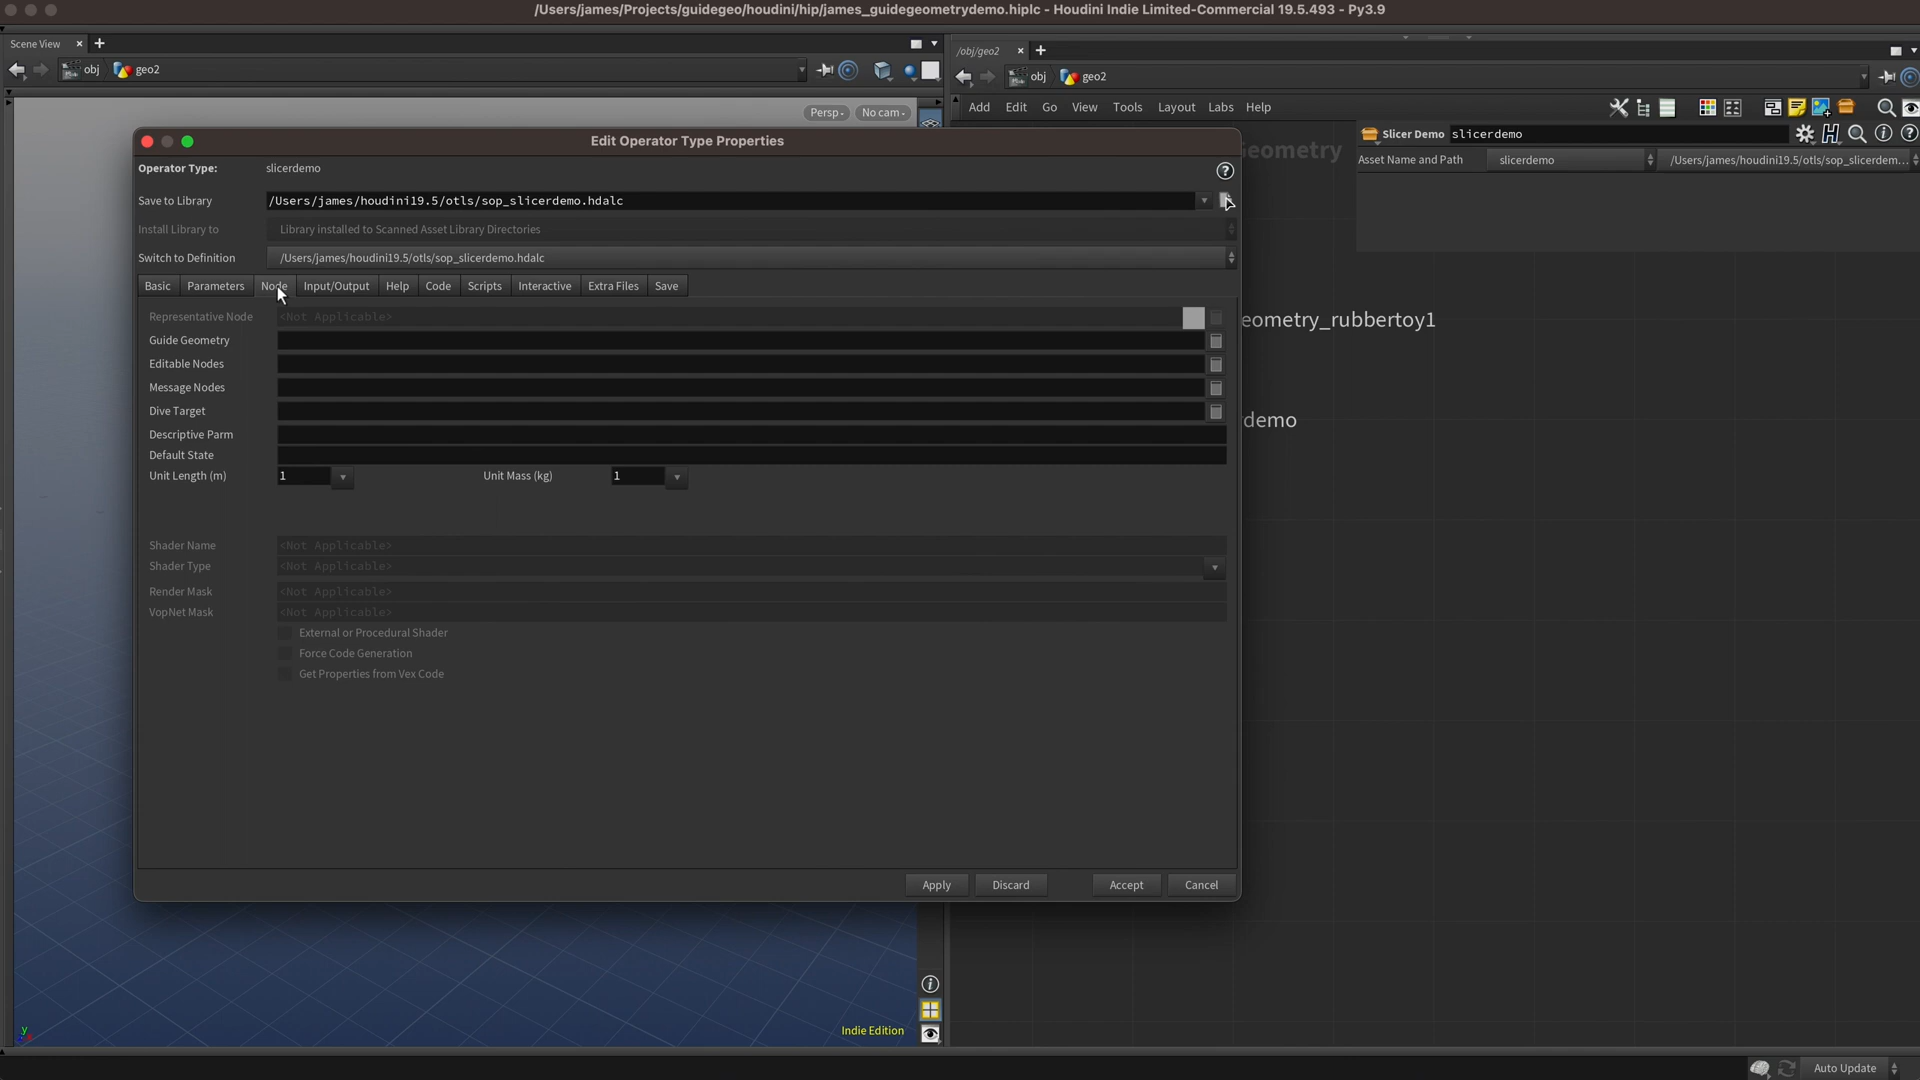 /Users/james/Projects/guidegeo/houdini/hip/james_guidegeometrydemo.hiplc - Houdini Indie Limited-Commercial 19.5.493 - Py3.9
Scene View × +
/obj/geo2 × +
obj geo2
obj geo2
Add Edit Go View Tools Layout Labs Help
Persp No cam
Slicer Demo slicerdemo
Asset Name and Path slicerdemo /Users/james/houdini19.5/otls/sop_slicerdem...
eometry
eometry_rubbertoy1
rdemo
Edit Operator Type Properties
Operator Type: slicerdemo
Save to Library /Users/james/houdini19.5/otls/sop_slicerdemo.hdalc
Install Library to Library installed to Scanned Asset Library Directories
Switch to Definition /Users/james/houdini19.5/otls/sop_slicerdemo.hdalc
Basic Parameters Node Input/Output Help Code Scripts Interactive Extra Files Save
Representative Node <Not Applicable>
Guide Geometry
Editable Nodes
Message Nodes
Dive Target
Descriptive Parm
Default State
Unit Length (m) 1 Unit Mass (kg) 1
Shader Name <Not Applicable>
Shader Type <Not Applicable>
Render Mask <Not Applicable>
VopNet Mask <Not Applicable>
External or Procedural Shader
Force Code Generation
Get Properties from Vex Code
Apply Discard Accept Cancel
y
Indie Edition
Auto Update